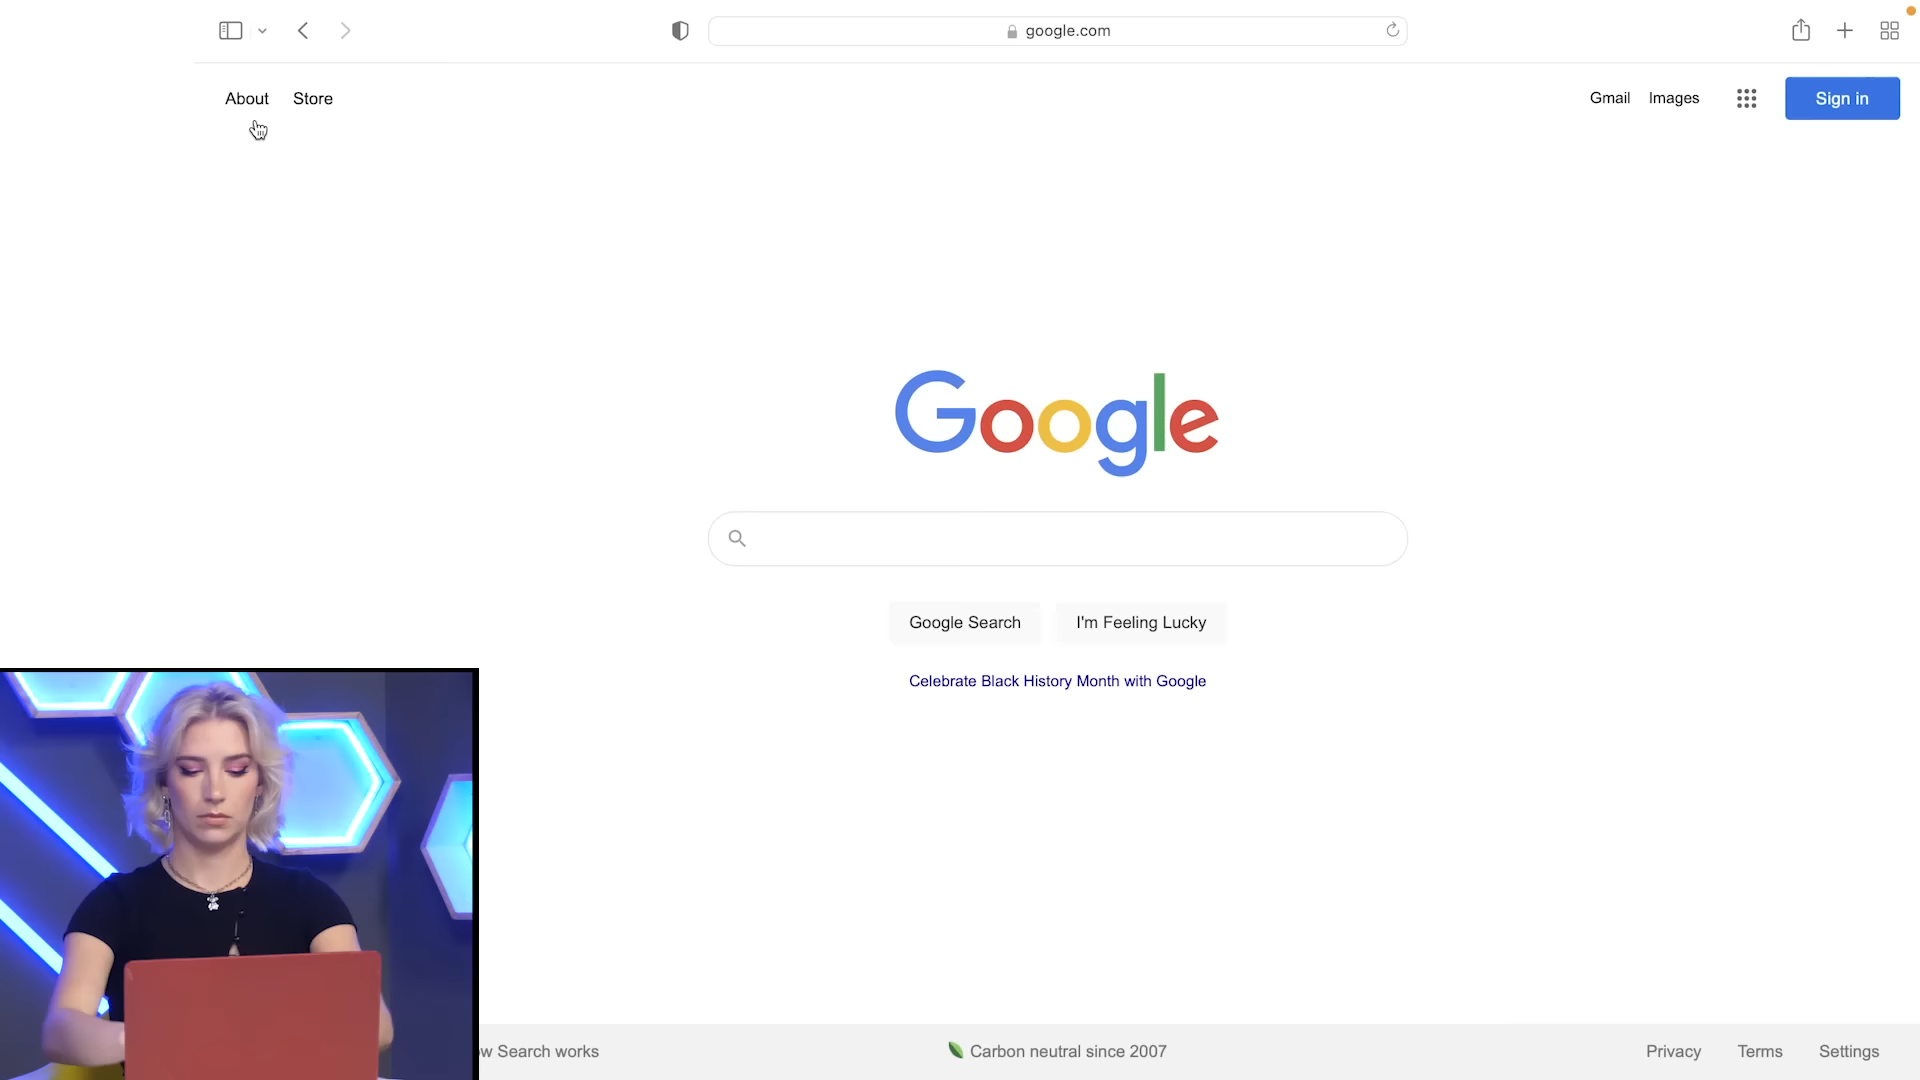 google.com
About Store
Gmail Images
Sign in
Google
Google Search
I'm Feeling Lucky
Celebrate Black History Month with Google
w Search works
Carbon neutral since 2007
Privacy Terms Settings